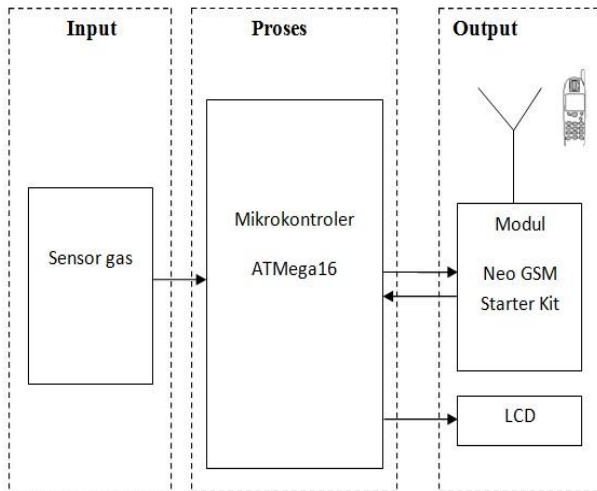 Input
Proses
Output
Sensor gas
Mikrokontroler
ATMega16
Modul
Neo GSM
Starter Kit
LCD